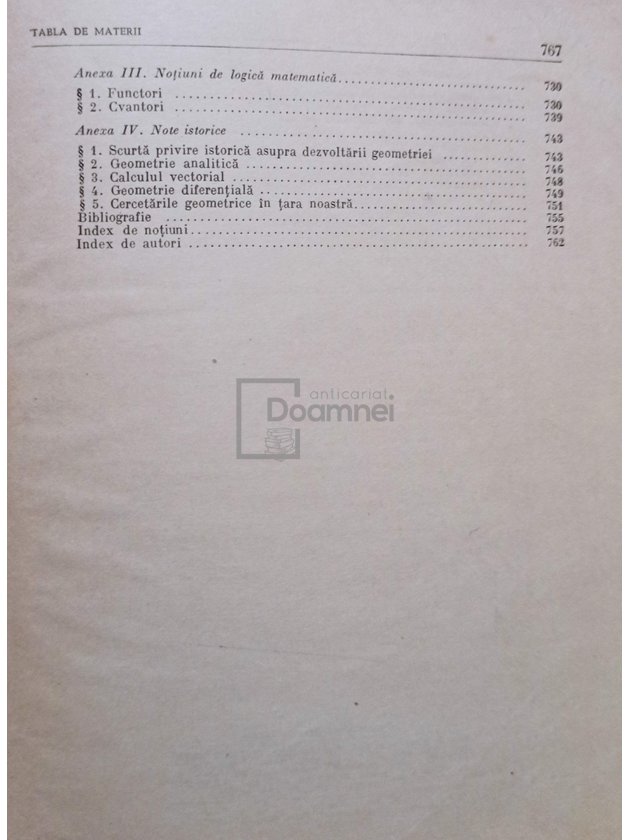 TABLA DE MATERII 767
Anexa III. Noţiuni de logică matematică 730
§ 1. Functori 730
§ 2. Cvantori 739
Anexa IV. Note istorice 743
§ 1. Scurtă privire istorică asupra dezvoltării geometriei 743
§ 2. Geometrie analitică 746
§ 3. Calculul vectorial 748
§ 4. Geometrie diferenţială 749
§ 5. Cercetările geometrice în ţara noastră 751
Bibliografie 755
Index de noţiuni 757
Index de autori 762
anticariat
Doamnei